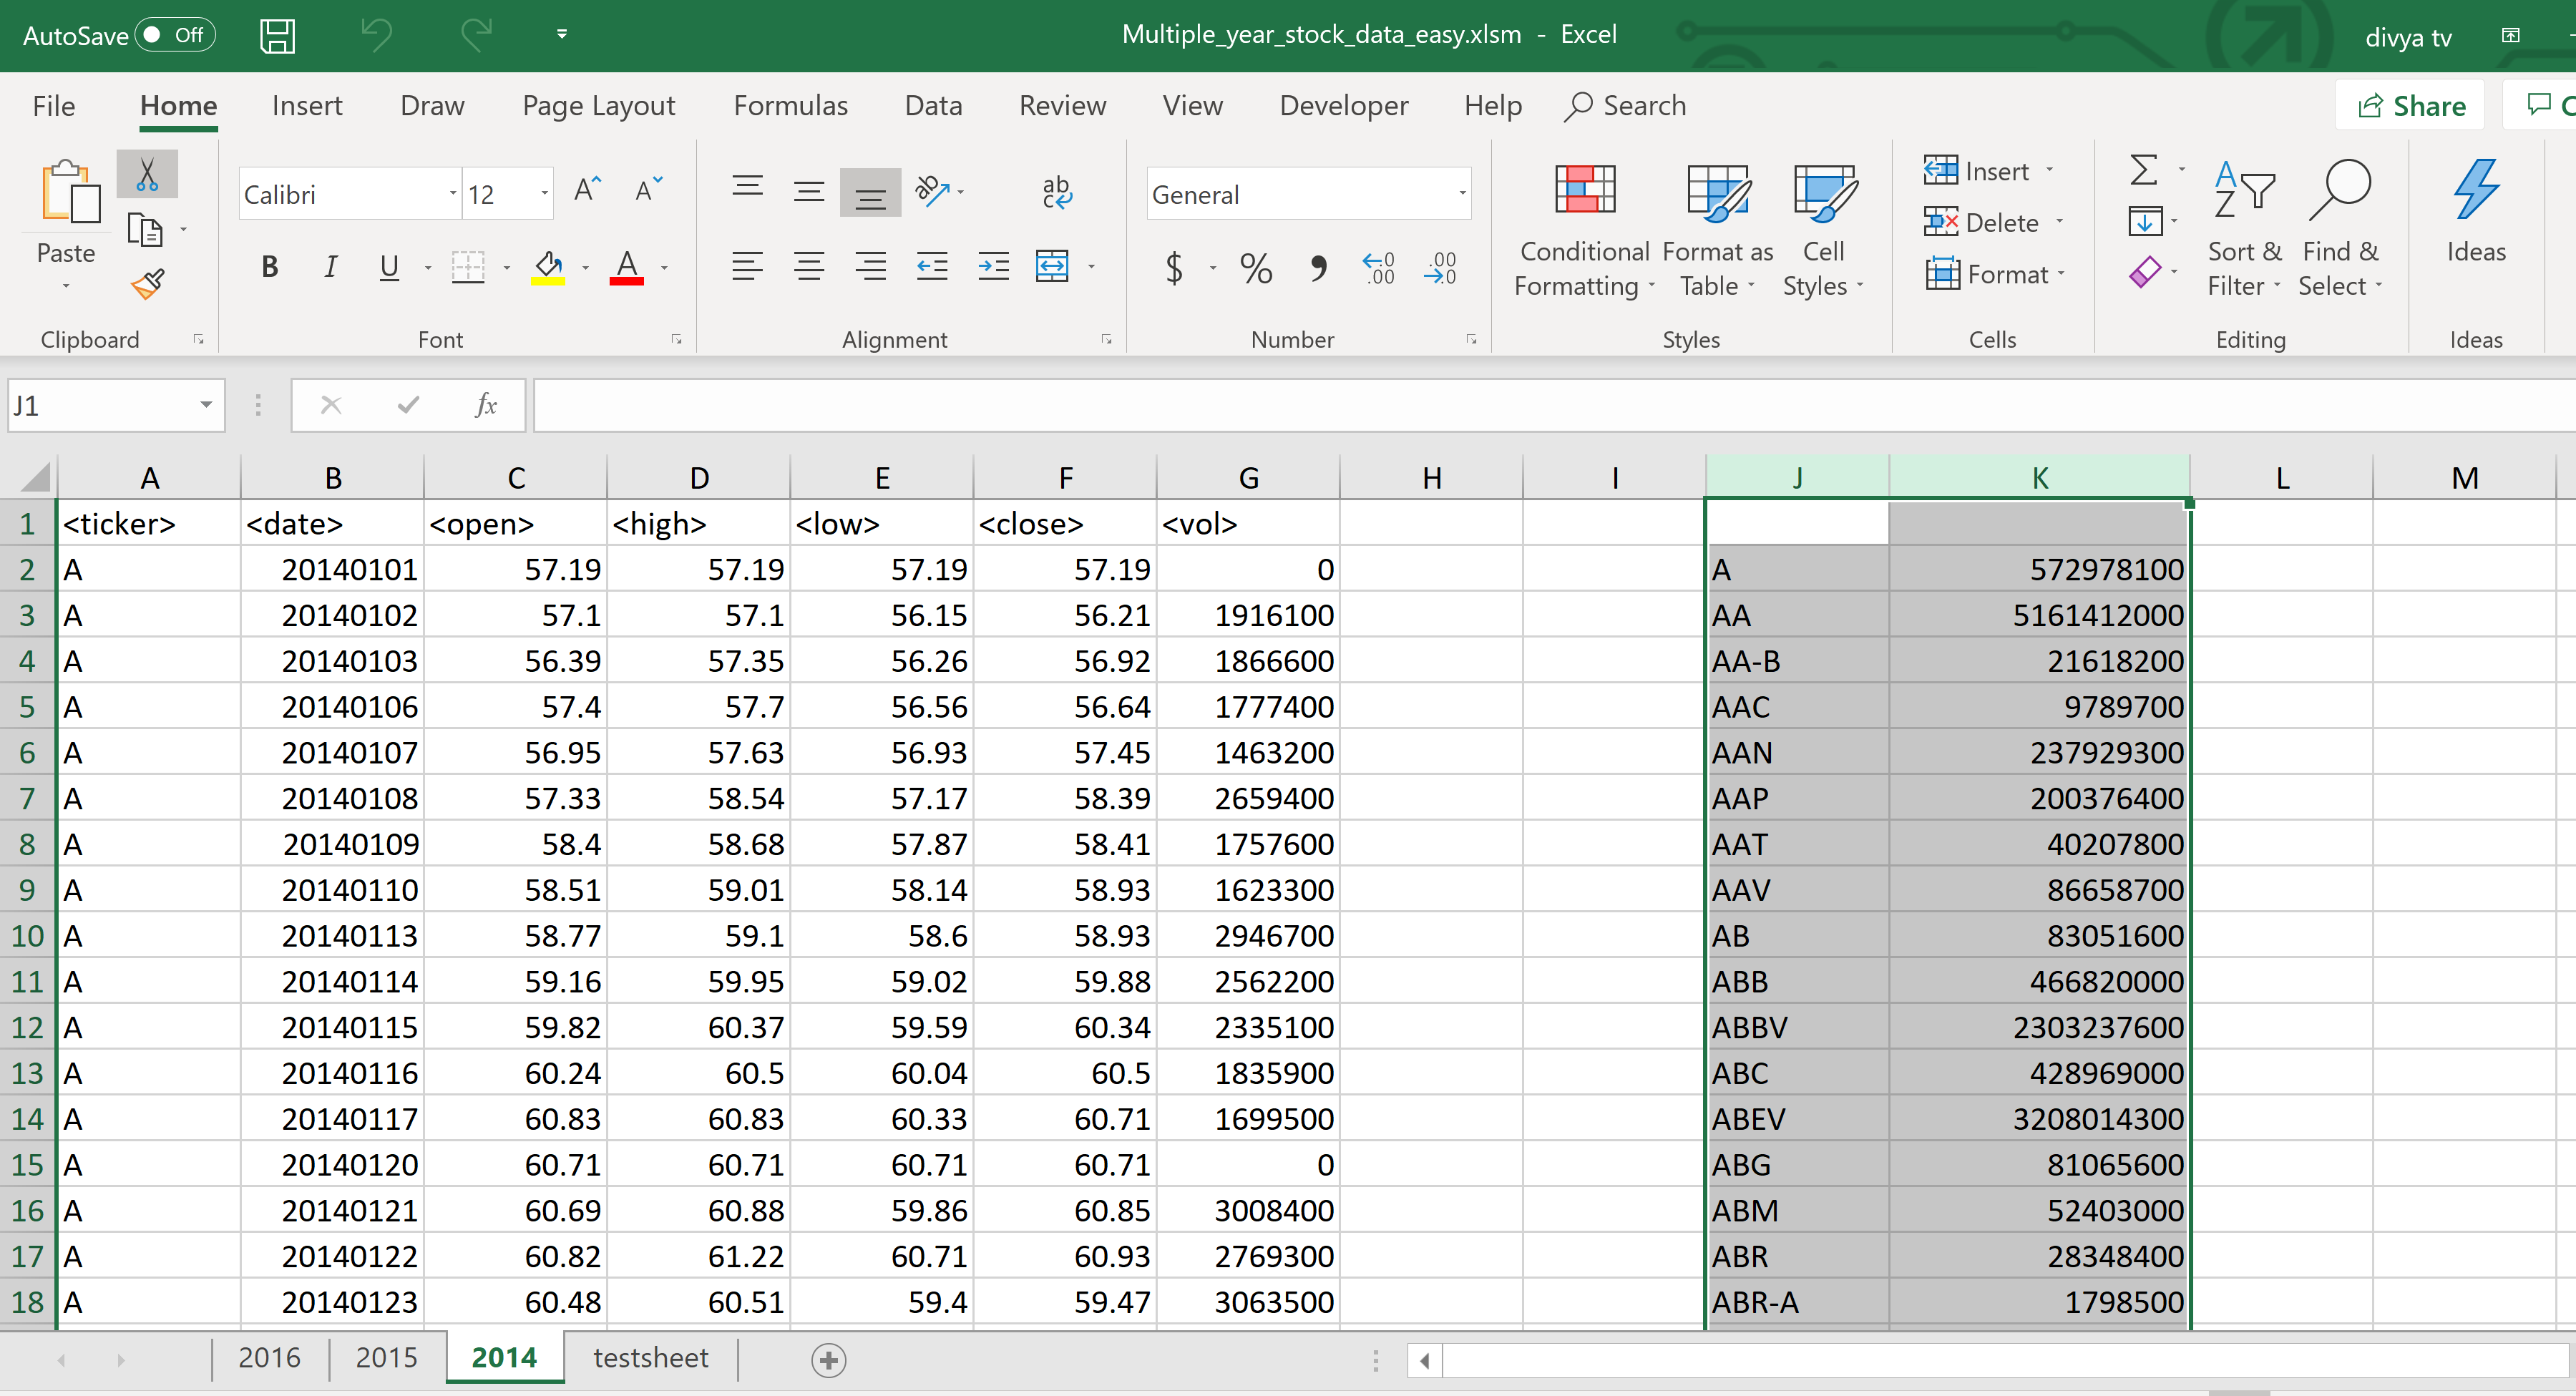 AutoSave Off Multiple_year_stock_data_easy.xlsm - Excel divya tv
File Home Insert Draw Page Layout Formulas Data Review View Developer Help Search Share
Paste
Calibri 12
B I U
General
$ % 
Conditional Formatting
Format as Table
Cell Styles
Insert
Delete
Format
Sort & Filter
Find & Select
Ideas
Clipboard Font Alignment Number Styles Cells Editing Ideas
J1 fx
A B C D E F G H I J K L M
1 <ticker> <date> <open> <high> <low> <close> <vol>
2 A 20140101 57.19 57.19 57.19 57.19 0 A 572978100
3 A 20140102 57.1 57.1 56.15 56.21 1916100 AA 5161412000
4 A 20140103 56.39 57.35 56.26 56.92 1866600 AA-B 21618200
5 A 20140106 57.4 57.7 56.56 56.64 1777400 AAC 9789700
6 A 20140107 56.95 57.63 56.93 57.45 1463200 AAN 237929300
7 A 20140108 57.33 58.54 57.17 58.39 2659400 AAP 200376400
8 A 20140109 58.4 58.68 57.87 58.41 1757600 AAT 40207800
9 A 20140110 58.51 59.01 58.14 58.93 1623300 AAV 86658700
10 A 20140113 58.77 59.1 58.6 58.93 2946700 AB 83051600
11 A 20140114 59.16 59.95 59.02 59.88 2562200 ABB 466820000
12 A 20140115 59.82 60.37 59.59 60.34 2335100 ABBV 2303237600
13 A 20140116 60.24 60.5 60.04 60.5 1835900 ABC 428969000
14 A 20140117 60.83 60.83 60.33 60.71 1699500 ABEV 3208014300
15 A 20140120 60.71 60.71 60.71 60.71 0 ABG 81065600
16 A 20140121 60.69 60.88 59.86 60.85 3008400 ABM 52403000
17 A 20140122 60.82 61.22 60.71 60.93 2769300 ABR 28348400
18 A 20140123 60.48 60.51 59.4 59.47 3063500 ABR-A 1798500
2016 2015 2014 testsheet